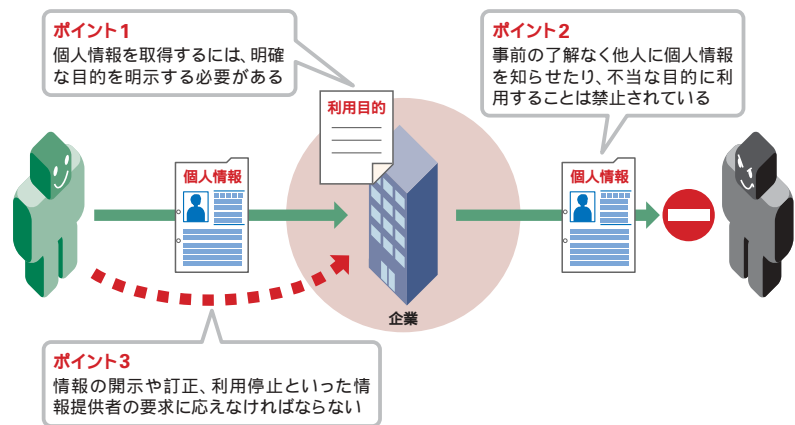 ポイント1
個人情報を取得するには、明確
な目的を明示する必要がある
ポイント2
事前の了解なく他人に個人情報
を知らせたり、不当な目的に利
用することは禁止されている
利用目的
個人情報
個人情報
企業
ポイント3
情報の開示や訂正、利用停止といった情
報提供者の要求に応えなければならない